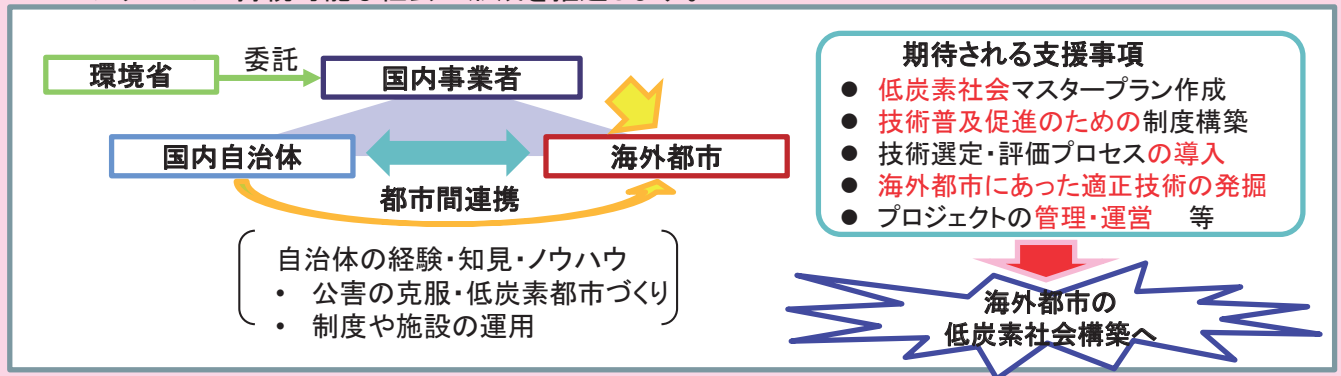 環境省
委託
国内事業者
国内自治体
海外都市
都市間連携
自治体の経験・知見・ノウハウ
• 公害の克服・低炭素都市づくり
• 制度や施設の運用
期待される支援事項
● 低炭素社会マスタープラン作成
● 技術普及促進のための制度構築
● 技術選定・評価プロセスの導入
● 海外都市にあった適正技術の発掘
● プロジェクトの管理・運営 等
海外都市の
低炭素社会構築へ